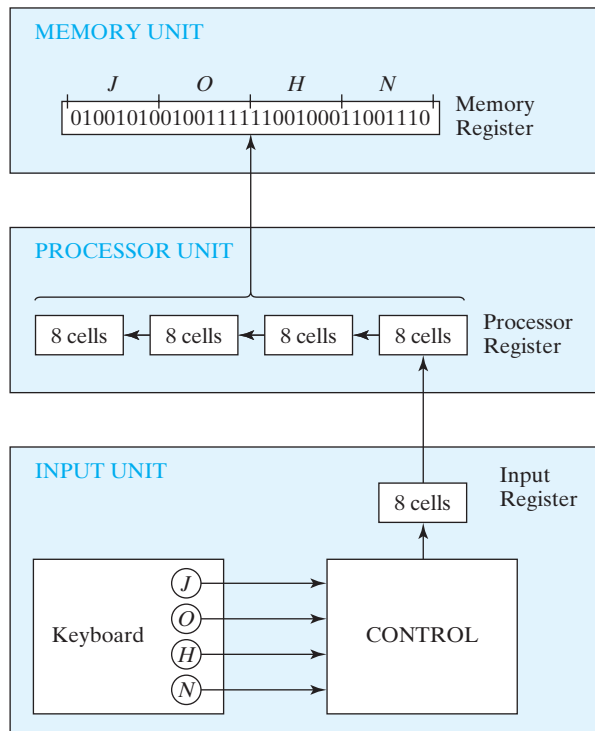 MEMORY UNIT
J O H N
01001010010011111100100011001110
Memory
Register
PROCESSOR UNIT
8 cells 8 cells 8 cells 8 cells
Processor
Register
INPUT UNIT
Input
Register
8 cells
Keyboard
J
O
H
N
CONTROL